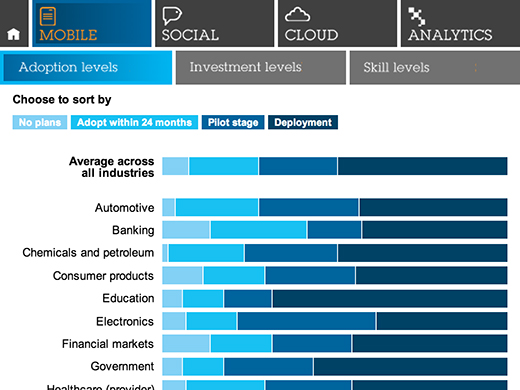 MOBILE
SOCIAL
CLOUD
ANALYTICS
Adoption levels
Investment levels
Skill levels
Choose to sort by
No plans
Adopt within 24 months
Pilot stage
Deployment
Average across
all industries
Automotive
Banking
Chemicals and petroleum
Consumer products
Education
Electronics
Financial markets
Government
Healthcare (provider)